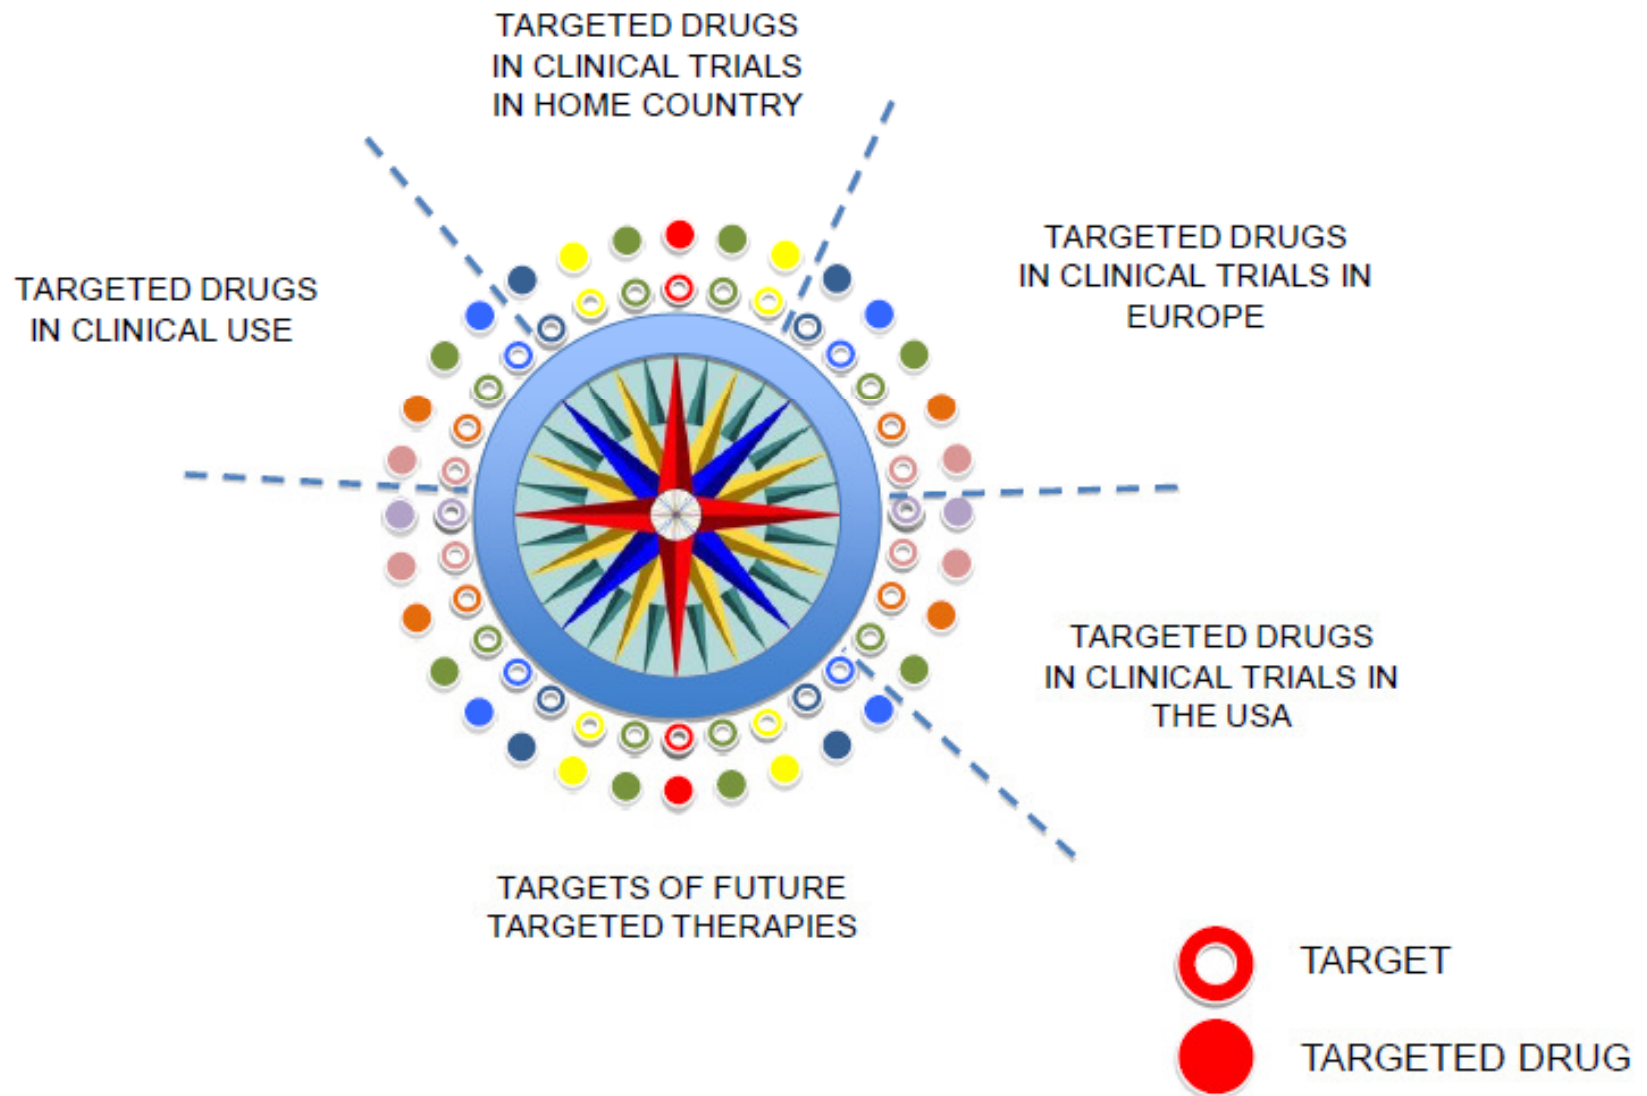 TARGETED DRUGS
IN CLINICAL TRIALS
IN HOME COUNTRY
TARGETED DRUGS
IN CLINICAL TRIALS IN
EUROPE
TARGETED DRUGS
IN CLINICAL USE
TARGETED DRUGS
IN CLINICAL TRIALS IN
THE USA
TARGETS OF FUTURE
TARGETED THERAPIES
TARGET
TARGETED DRUG